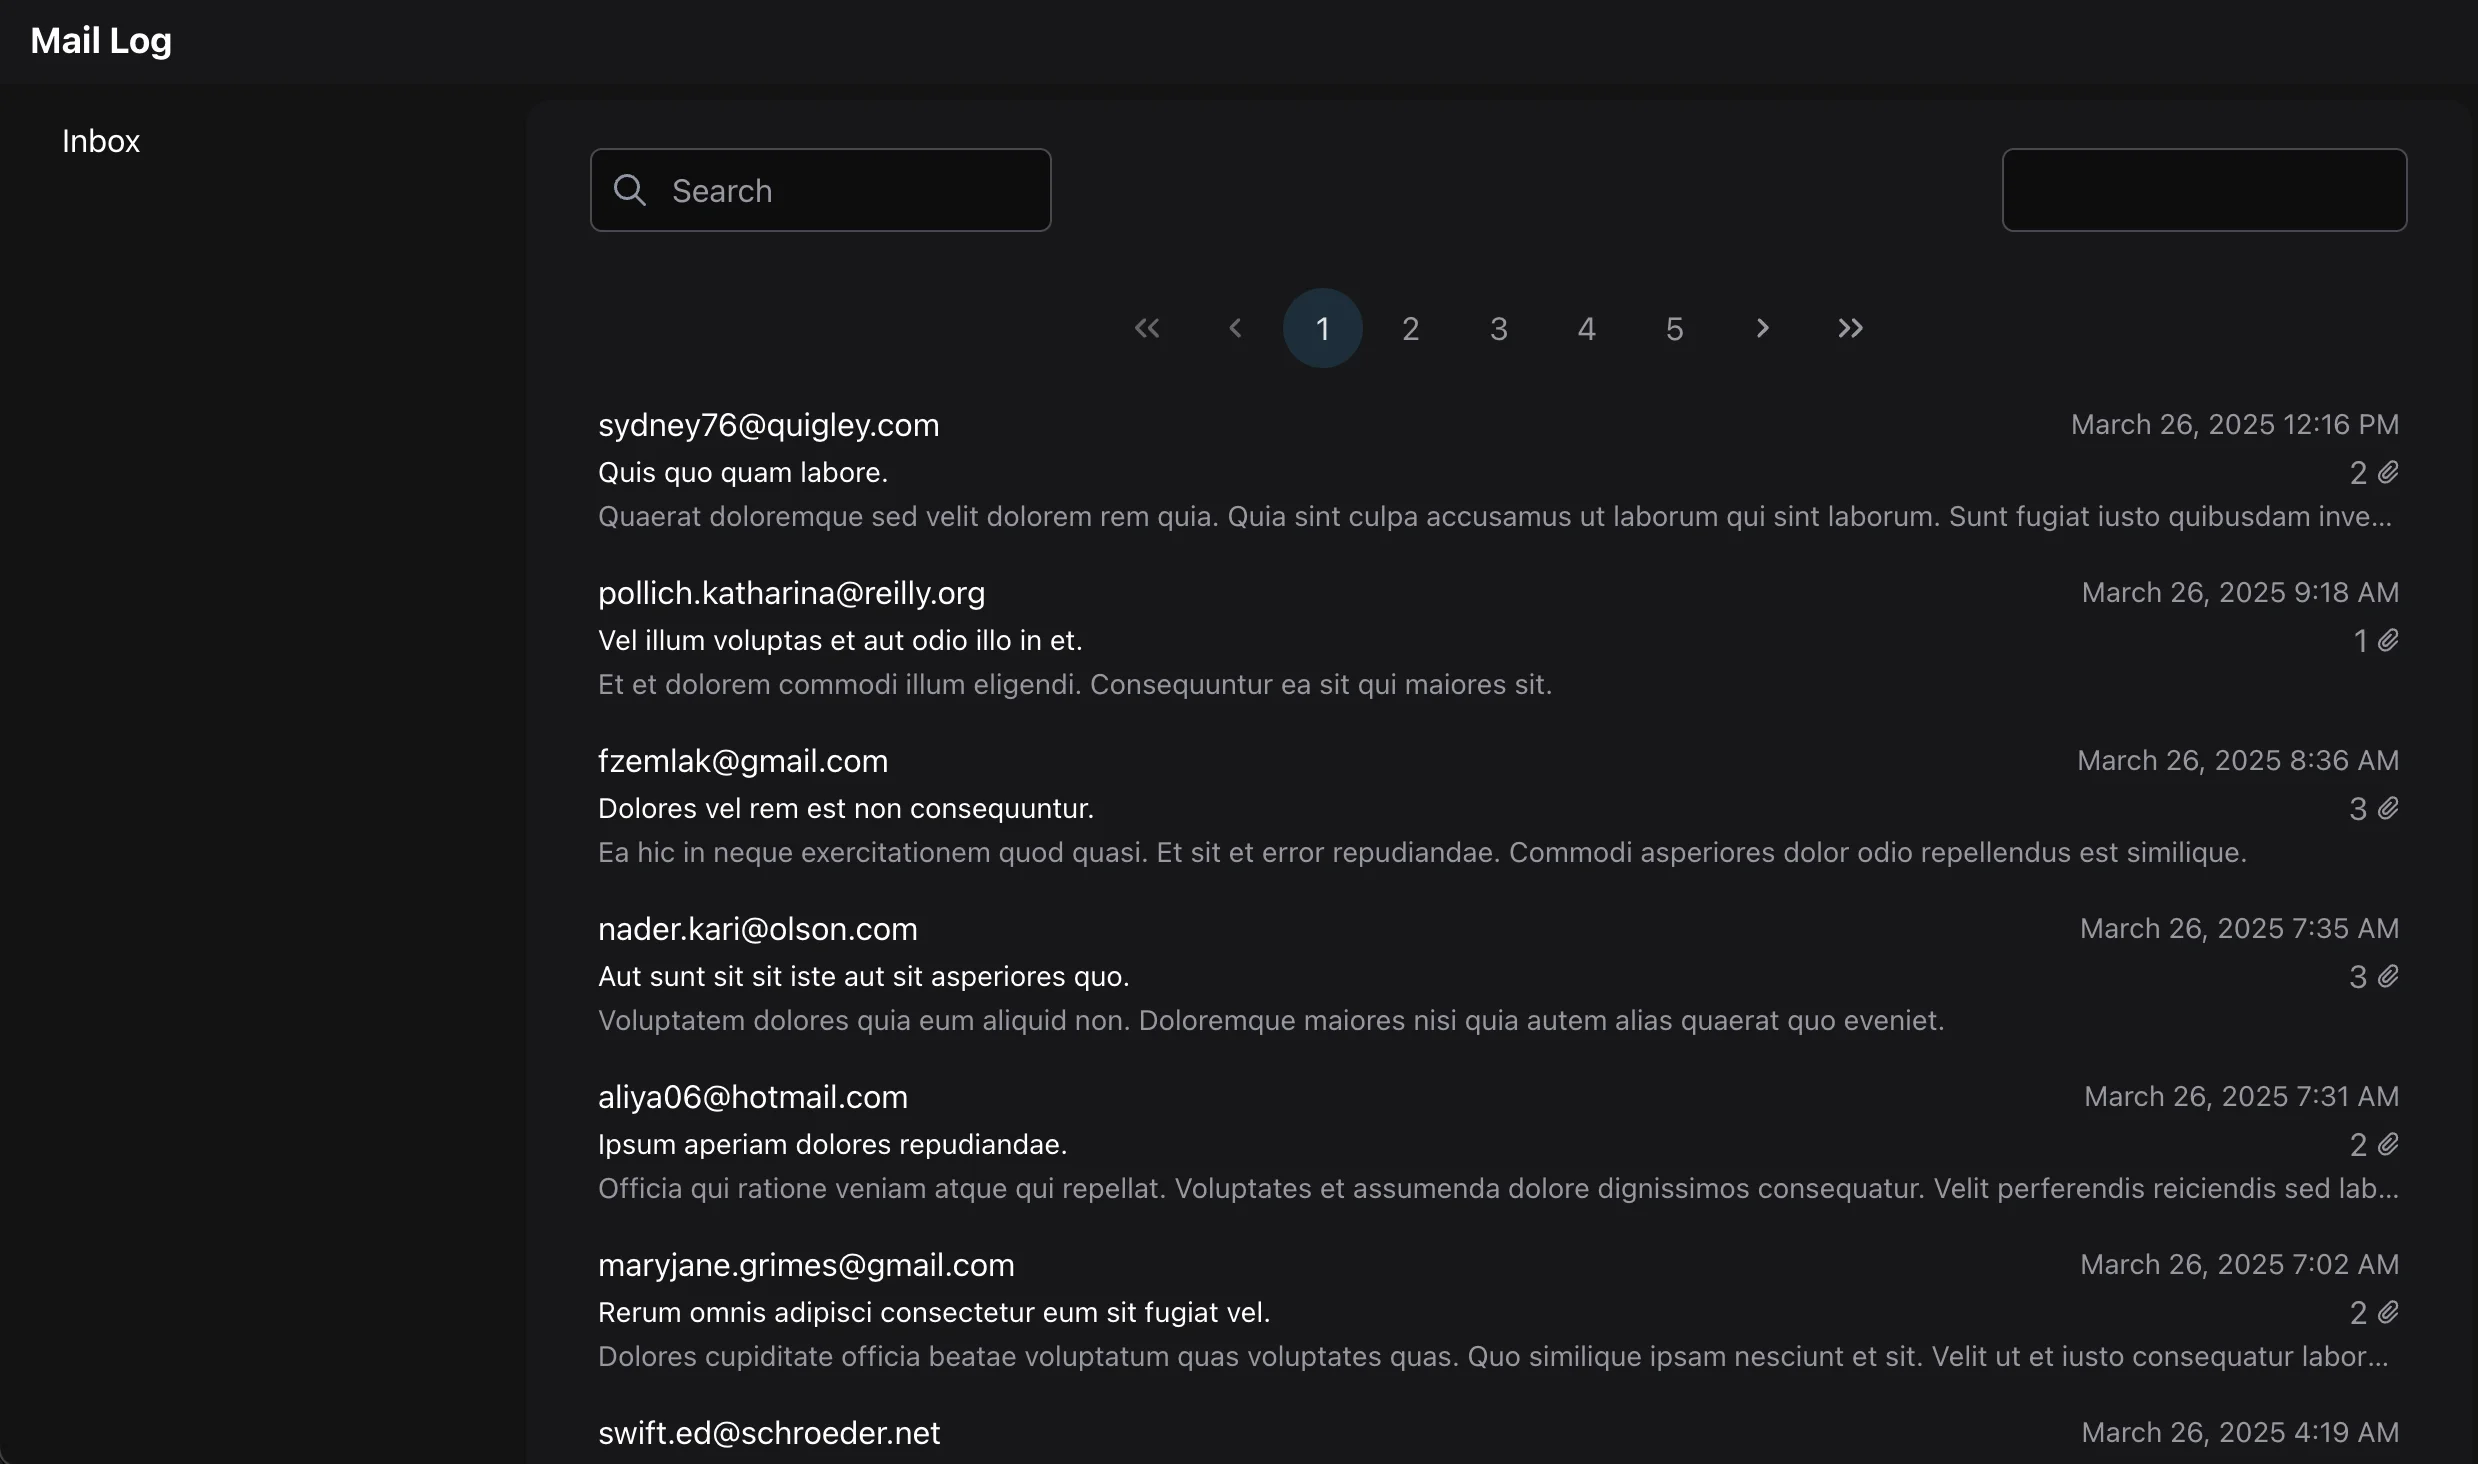 Mail Log
Inbox
Search
1 2 3 4 5
sydney76@quigley.com March 26, 2025 12:16 PM
Quis quo quam labore. 2
Quaerat doloremque sed velit dolorem rem quia. Quia sint culpa accusamus ut laborum qui sint laborum. Sunt fugiat iusto quibusdam inve...
pollich.katharina@reilly.org March 26, 2025 9:18 AM
Vel illum voluptas et aut odio illo in et. 1
Et et dolorem commodi illum eligendi. Consequuntur ea sit qui maiores sit.
fzemlak@gmail.com March 26, 2025 8:36 AM
Dolores vel rem est non consequuntur. 3
Ea hic in neque exercitationem quod quasi. Et sit et error repudiandae. Commodi asperiores dolor odio repellendus est similique.
nader.kari@olson.com March 26, 2025 7:35 AM
Aut sunt sit sit iste aut sit asperiores quo. 3
Voluptatem dolores quia eum aliquid non. Doloremque maiores nisi quia autem alias quaerat quo eveniet.
aliya06@hotmail.com March 26, 2025 7:31 AM
Ipsum aperiam dolores repudiandae. 2
Officia qui ratione veniam atque qui repellat. Voluptates et assumenda dolore dignissimos consequatur. Velit perferendis reiciendis sed lab...
maryjane.grimes@gmail.com March 26, 2025 7:02 AM
Rerum omnis adipisci consectetur eum sit fugiat vel. 2
Dolores cupiditate officia beatae voluptatum quas voluptates quas. Quo similique ipsam nesciunt et sit. Velit ut et iusto consequatur labor...
swift.ed@schroeder.net March 26, 2025 4:19 AM